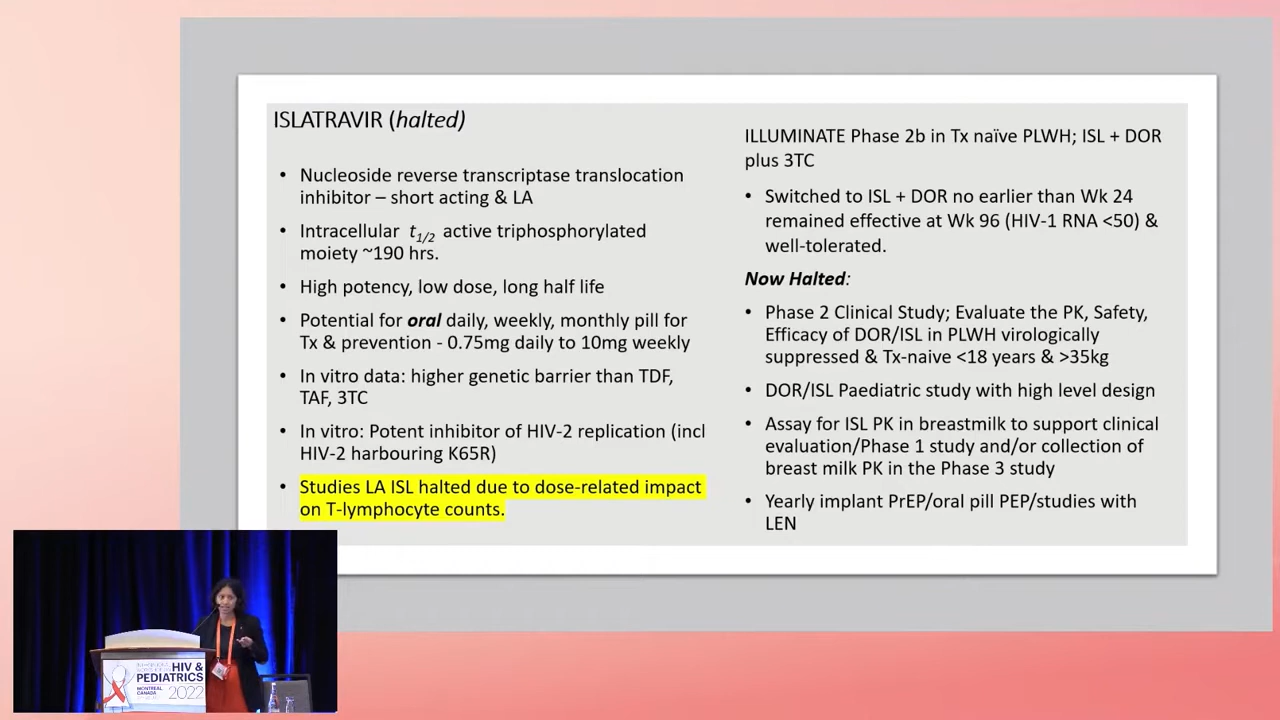 ISLATRAVIR (halted)
• Nucleoside reverse transcriptase translocation
inhibitor – short acting & LA
• Intracellular t1/2 active triphosphorylated
moiety ~190 hrs.
• High potency, low dose, long half life
• Potential for oral daily, weekly, monthly pill for
Tx & prevention - 0.75mg daily to 10mg weekly
• In vitro data: higher genetic barrier than TDF,
TAF, 3TC
• In vitro: Potent inhibitor of HIV-2 replication (incl
HIV-2 harbouring K65R)
• Studies LA ISL halted due to dose-related impact
on T-lymphocyte counts.
ILLUMINATE Phase 2b in Tx naïve PLWH; ISL + DOR
plus 3TC
• Switched to ISL + DOR no earlier than Wk 24
remained effective at Wk 96 (HIV-1 RNA <50) &
well-tolerated.
Now Halted:
• Phase 2 Clinical Study; Evaluate the PK, Safety,
Efficacy of DOR/ISL in PLWH virologically
suppressed & Tx-naive <18 years & >35kg
• DOR/ISL Paediatric study with high level design
• Assay for ISL PK in breastmilk to support clinical
evaluation/Phase 1 study and/or collection of
breast milk PK in the Phase 3 study
• Yearly implant PrEP/oral pill PEP/studies with
LEN
HIV &
PEDIATRICS
MONTREAL
CANADA
2022